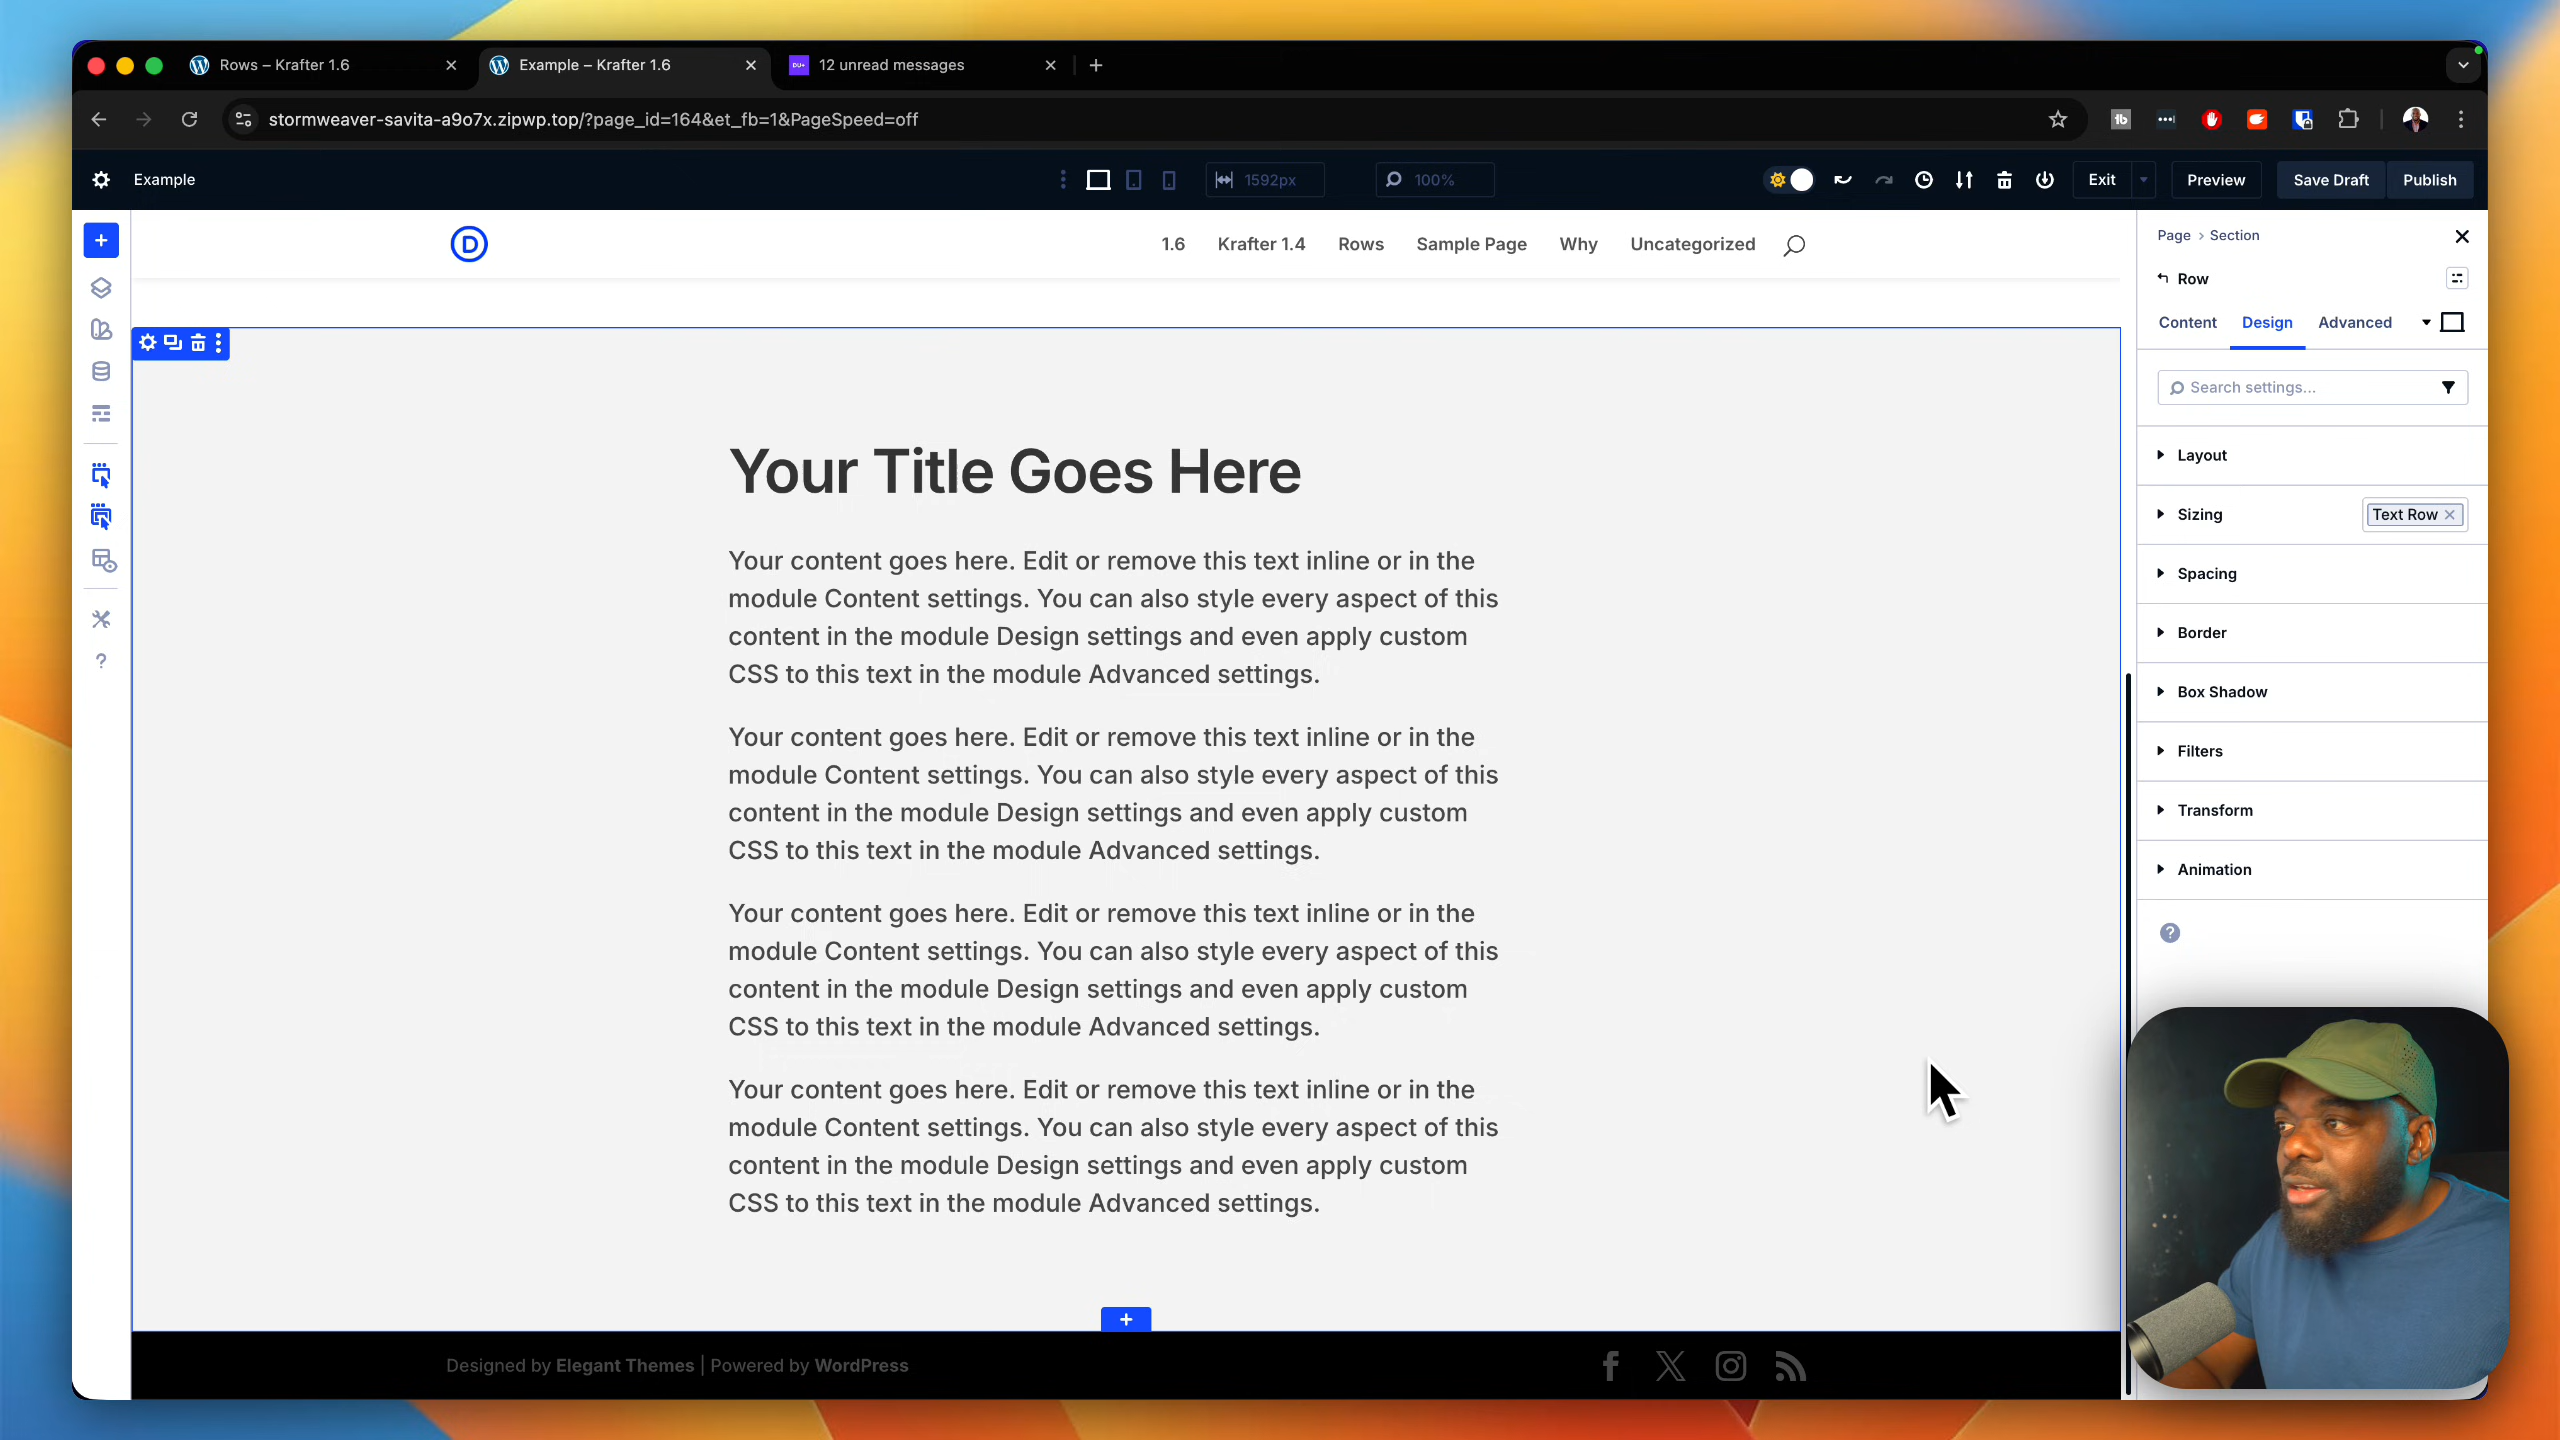 Rows – Krafter 1.6
Example – Krafter 1.6
DU+
12 unread messages
stormweaver-savita-a9o7x.zipwp.top/?page_id=164&et_fb=1&PageSpeed=off
tb
Example
1592px
100%
Exit
Preview
Save Draft
Publish
D
1.6
Krafter 1.4
Rows
Sample Page
Why
Uncategorized
Page > Section
Row
Content
Design
Advanced
Search settings...
Layout
Sizing
Text Row
Spacing
Border
Box Shadow
Filters
Transform
Animation
?
Your Title Goes Here
Your content goes here. Edit or remove this text inline or in the
module Content settings. You can also style every aspect of this
content in the module Design settings and even apply custom
CSS to this text in the module Advanced settings.
Your content goes here. Edit or remove this text inline or in the
module Content settings. You can also style every aspect of this
content in the module Design settings and even apply custom
CSS to this text in the module Advanced settings.
Your content goes here. Edit or remove this text inline or in the
module Content settings. You can also style every aspect of this
content in the module Design settings and even apply custom
CSS to this text in the module Advanced settings.
Your content goes here. Edit or remove this text inline or in the
module Content settings. You can also style every aspect of this
content in the module Design settings and even apply custom
CSS to this text in the module Advanced settings.
Designed by Elegant Themes | Powered by WordPress